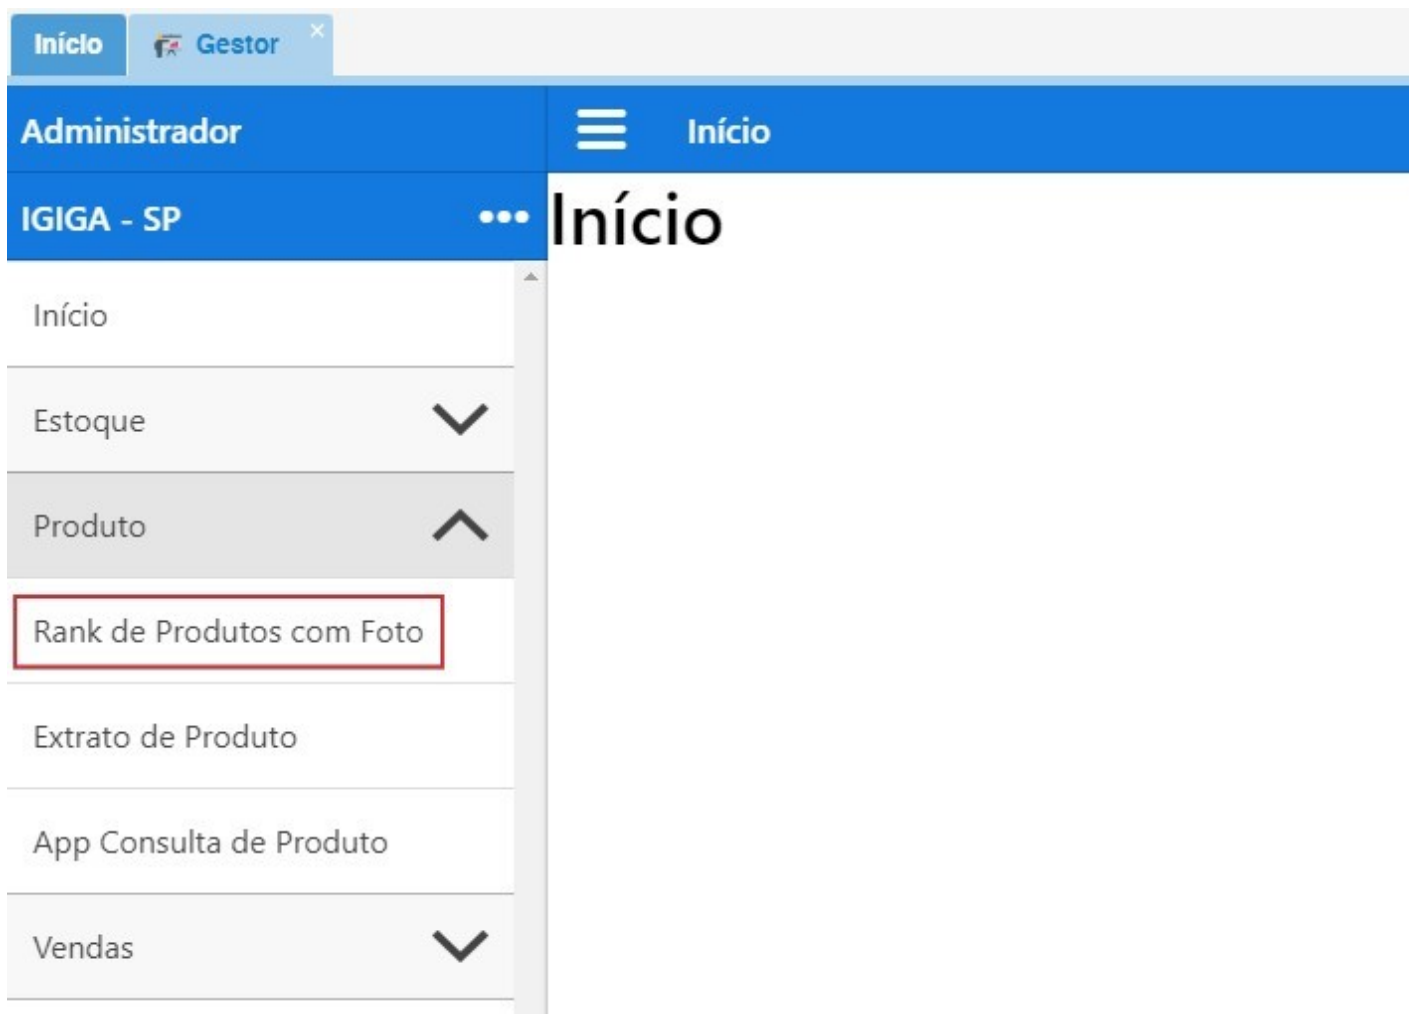 Início
Gestor
Administrador
Início
IGIGA - SP
Início
Início
Estoque
Produto
Rank de Produtos com Foto
Extrato de Produto
App Consulta de Produto
Vendas